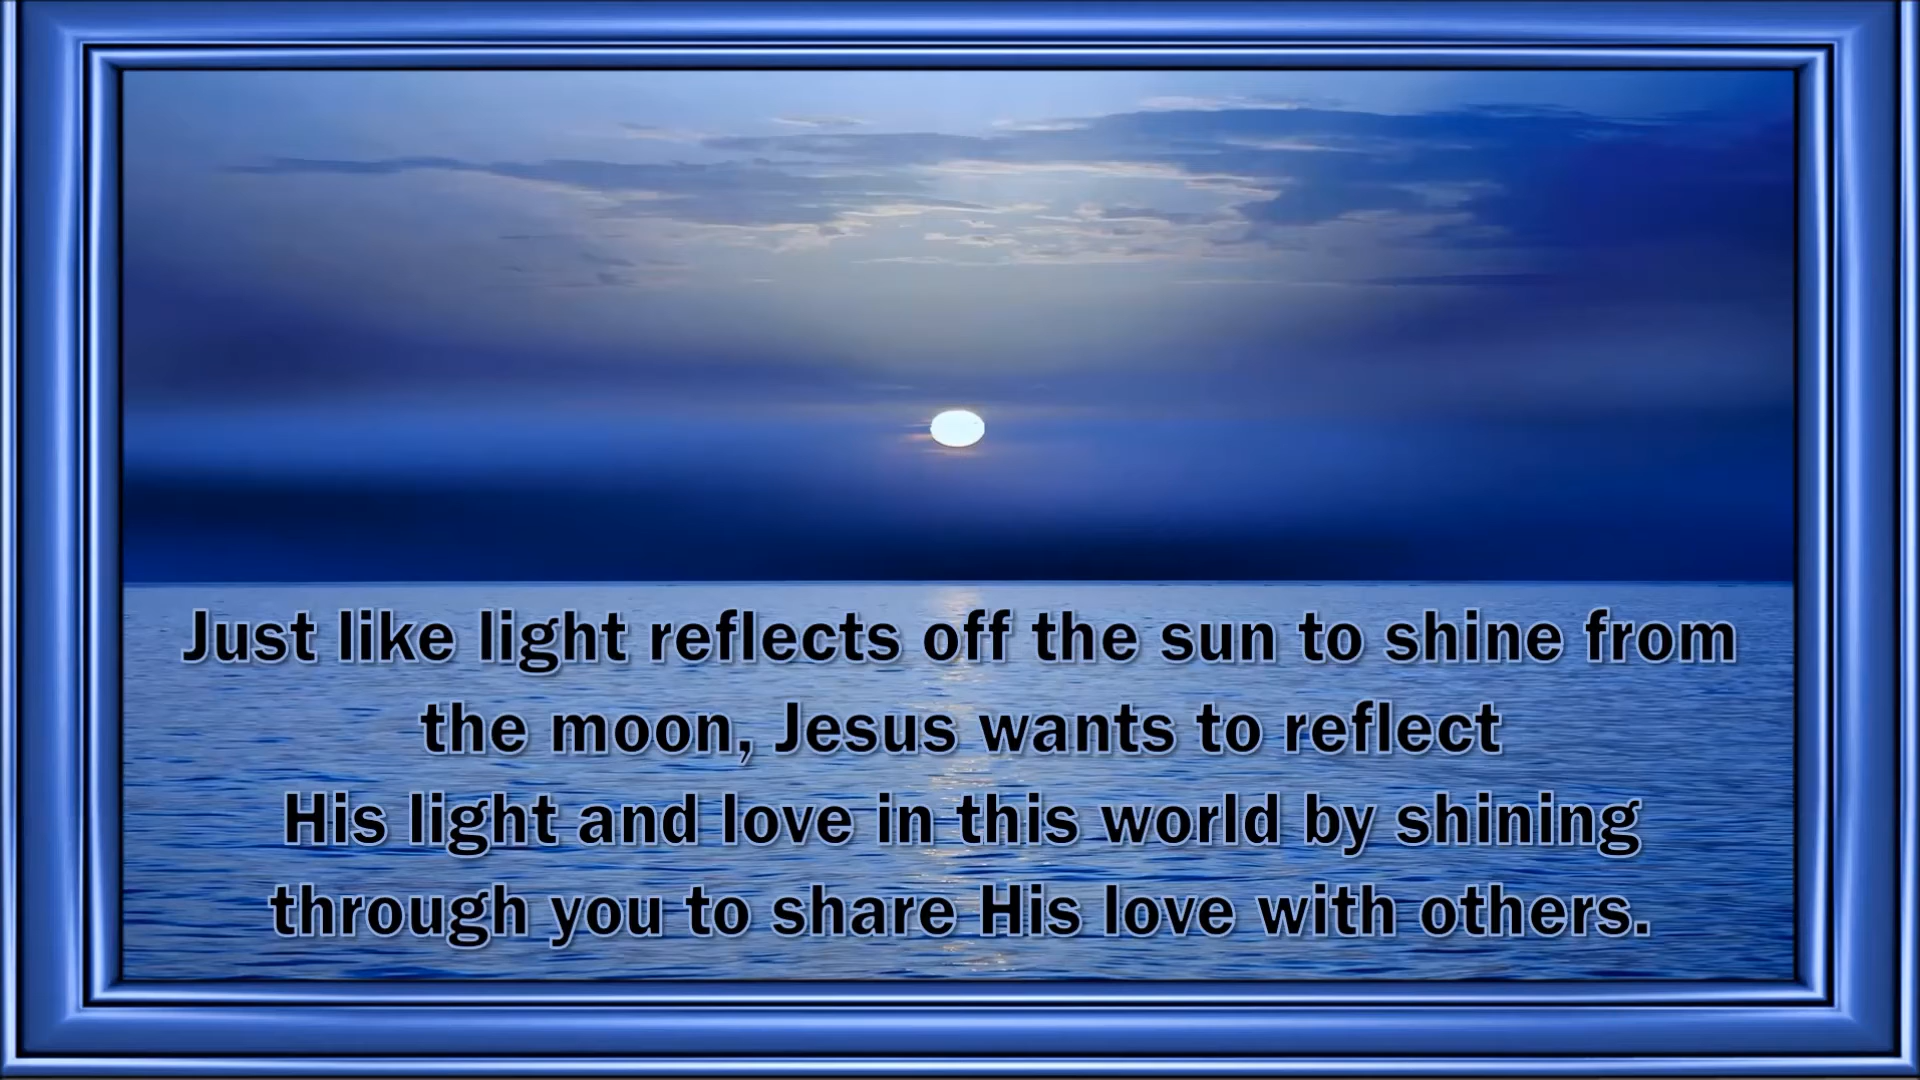 Just like light reflects off the sun to shine from
the moon, Jesus wants to reflect
His light and love in this world by shining
through you to share His love with others.